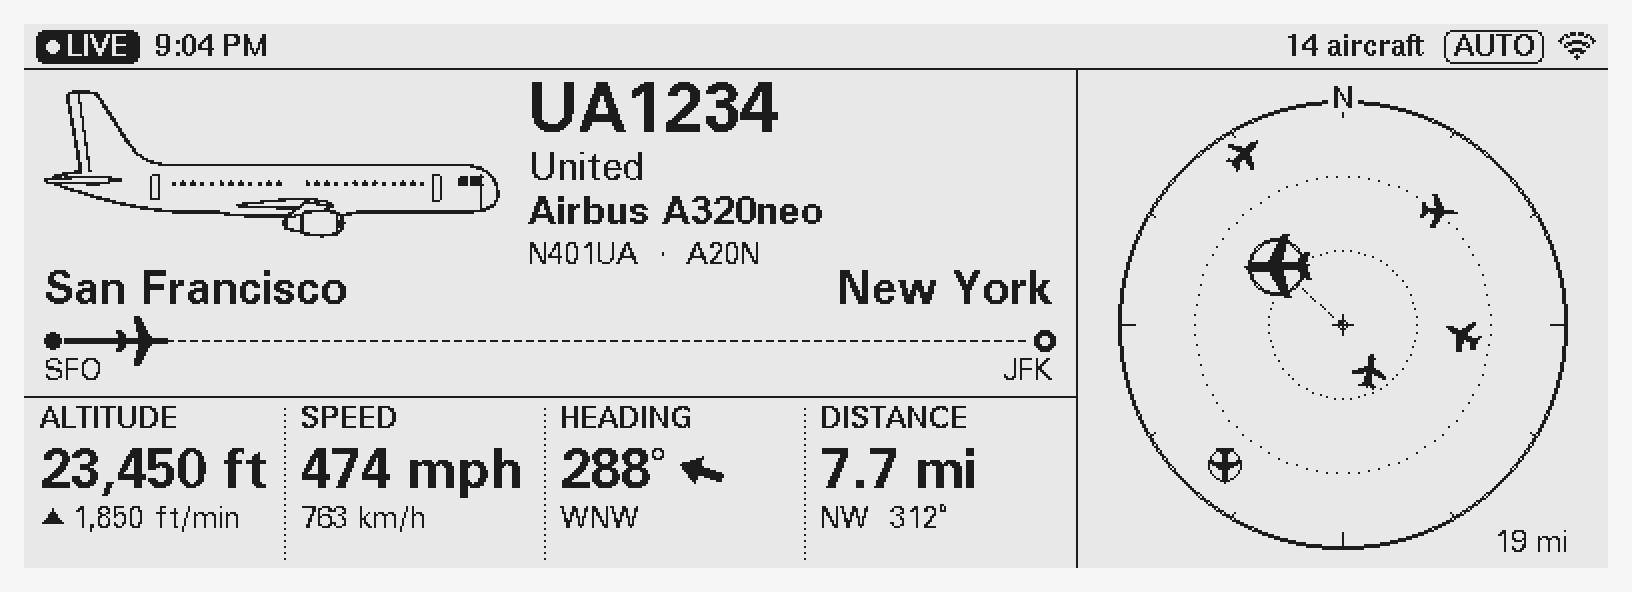 LIVE 9:04 PM
14 aircraft AUTO
UA1234
United
Airbus A320neo
N401UA · A20N
San Francisco New York
SFO JFK
ALTITUDE SPEED HEADING DISTANCE
23,450 ft 474 mph 288° 7.7 mi
▲ 1,850 ft/min 763 km/h WNW NW 312°
N
19 mi